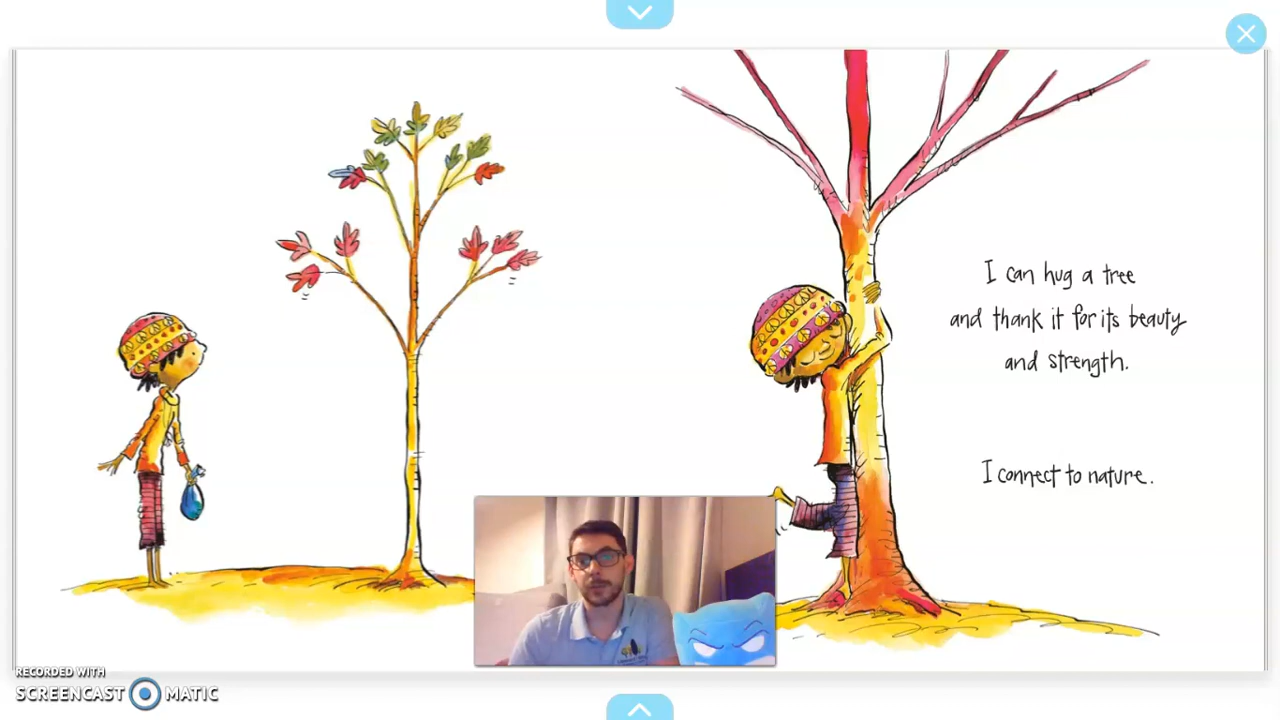 I can hug a tree
and thank it for its beauty
and strength.
I connect to nature.
RECORDED WITH
SCREENCAST MATIC